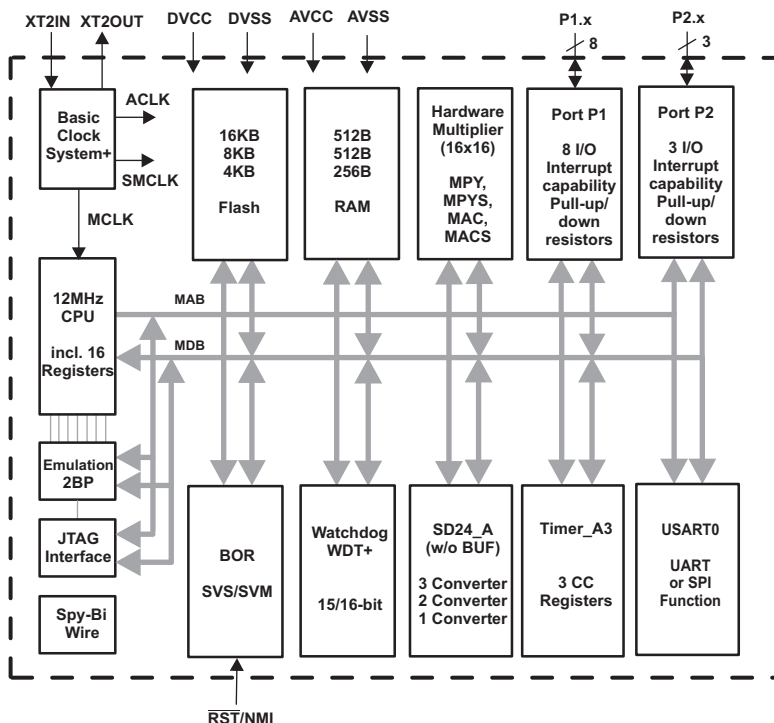 XT2IN XT2OUT DVCC DVSS AVCC AVSS P1.x P2.x
8 3
Basic
Clock
System+
ACLK
SMCLK
MCLK
16KB
8KB
4KB
Flash
512B
512B
256B
RAM
Hardware
Multiplier
(16x16)
MPY,
MPYS,
MAC,
MACS
Port P1
8 I/O
Interrupt
capability
Pull-up/
down
resistors
Port P2
3 I/O
Interrupt
capability
Pull-up/
down
resistors
12MHz
CPU
incl. 16
Registers
MAB
MDB
Emulation
2BP
JTAG
Interface
Spy-Bi
Wire
BOR
SVS/SVM
Watchdog
WDT+
15/16-bit
SD24_A
(w/o BUF)
3 Converter
2 Converter
1 Converter
Timer_A3
3 CC
Registers
USART0
UART
or SPI
Function
RST/NMI